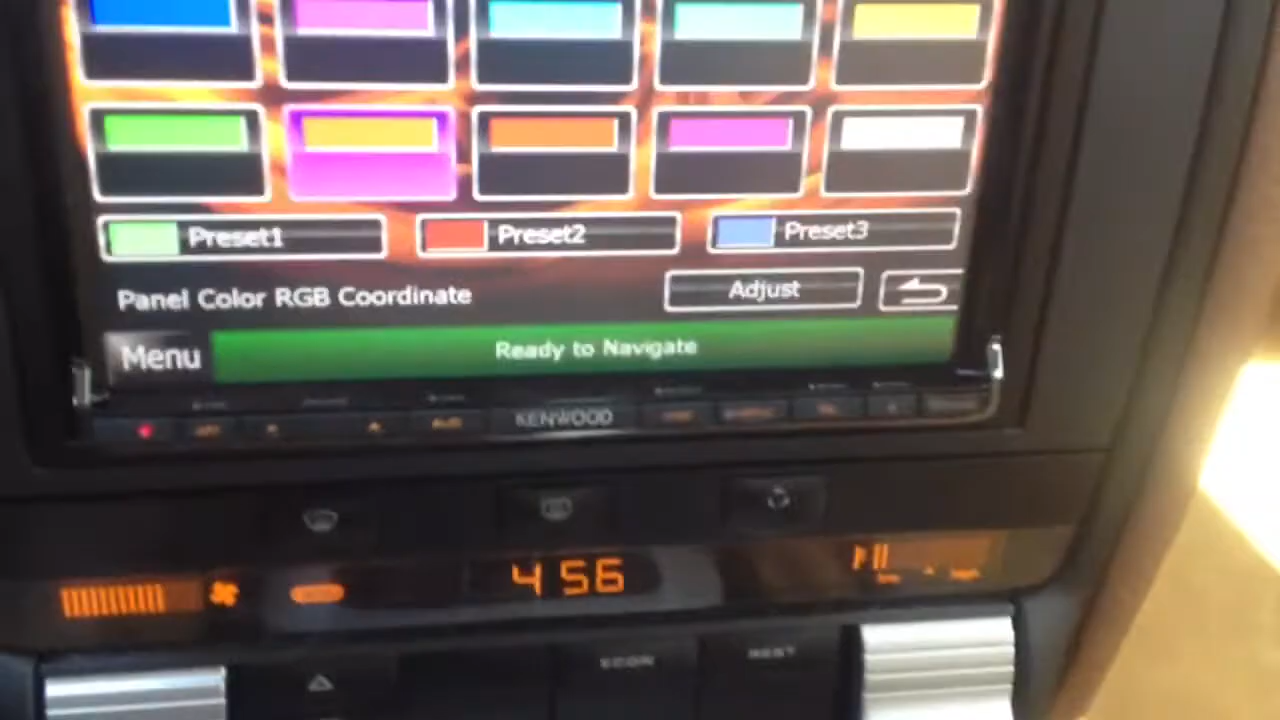 Preset1 Preset2 Preset3
Panel Color RGB Coordinate Adjust
Menu Ready to Navigate
KENWOOD
4 56
ECON REST